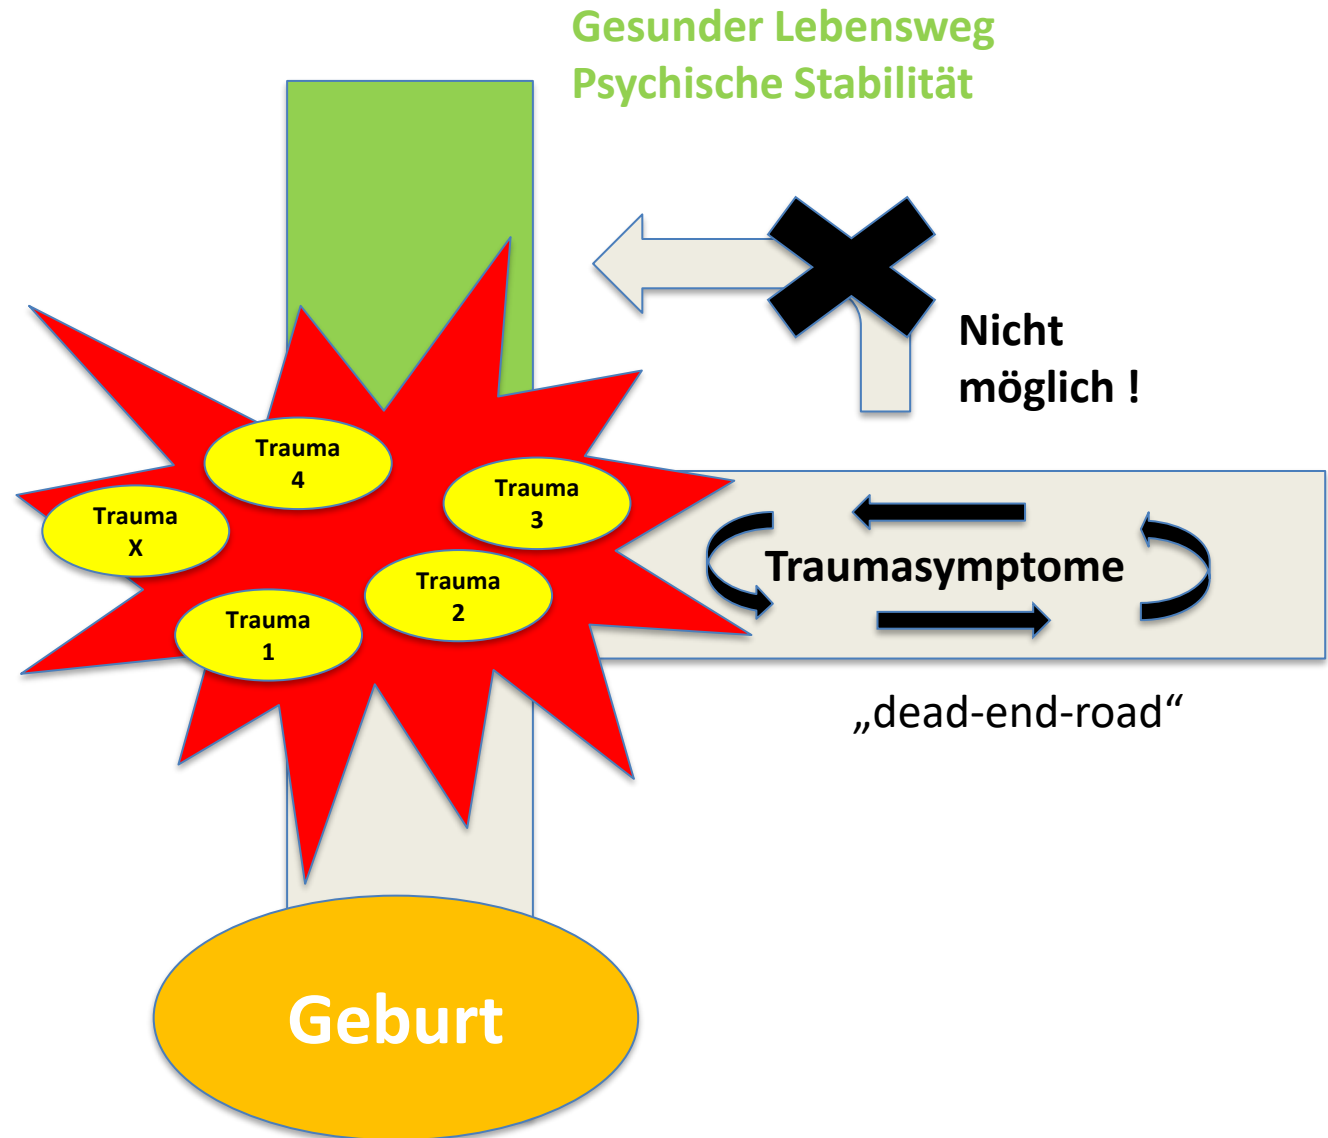 Gesunder Lebensweg
Psychische Stabilität
Nicht
möglich !
Trauma
4
Trauma
3
Trauma
X
Trauma
2
Trauma
1
Traumasymptome
„dead-end-road“
Geburt